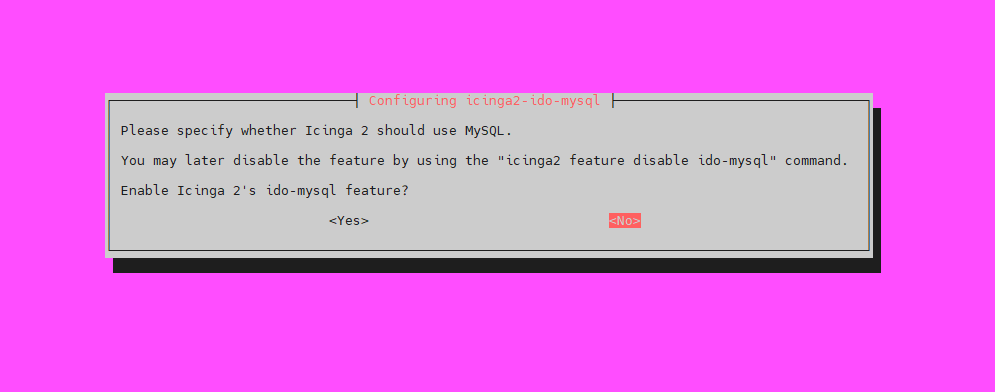 Configuring icinga2-ido-mysql
Please specify whether Icinga 2 should use MySQL.
You may later disable the feature by using the "icinga2 feature disable ido-mysql" command.
Enable Icinga 2's ido-mysql feature?
<Yes> <No>